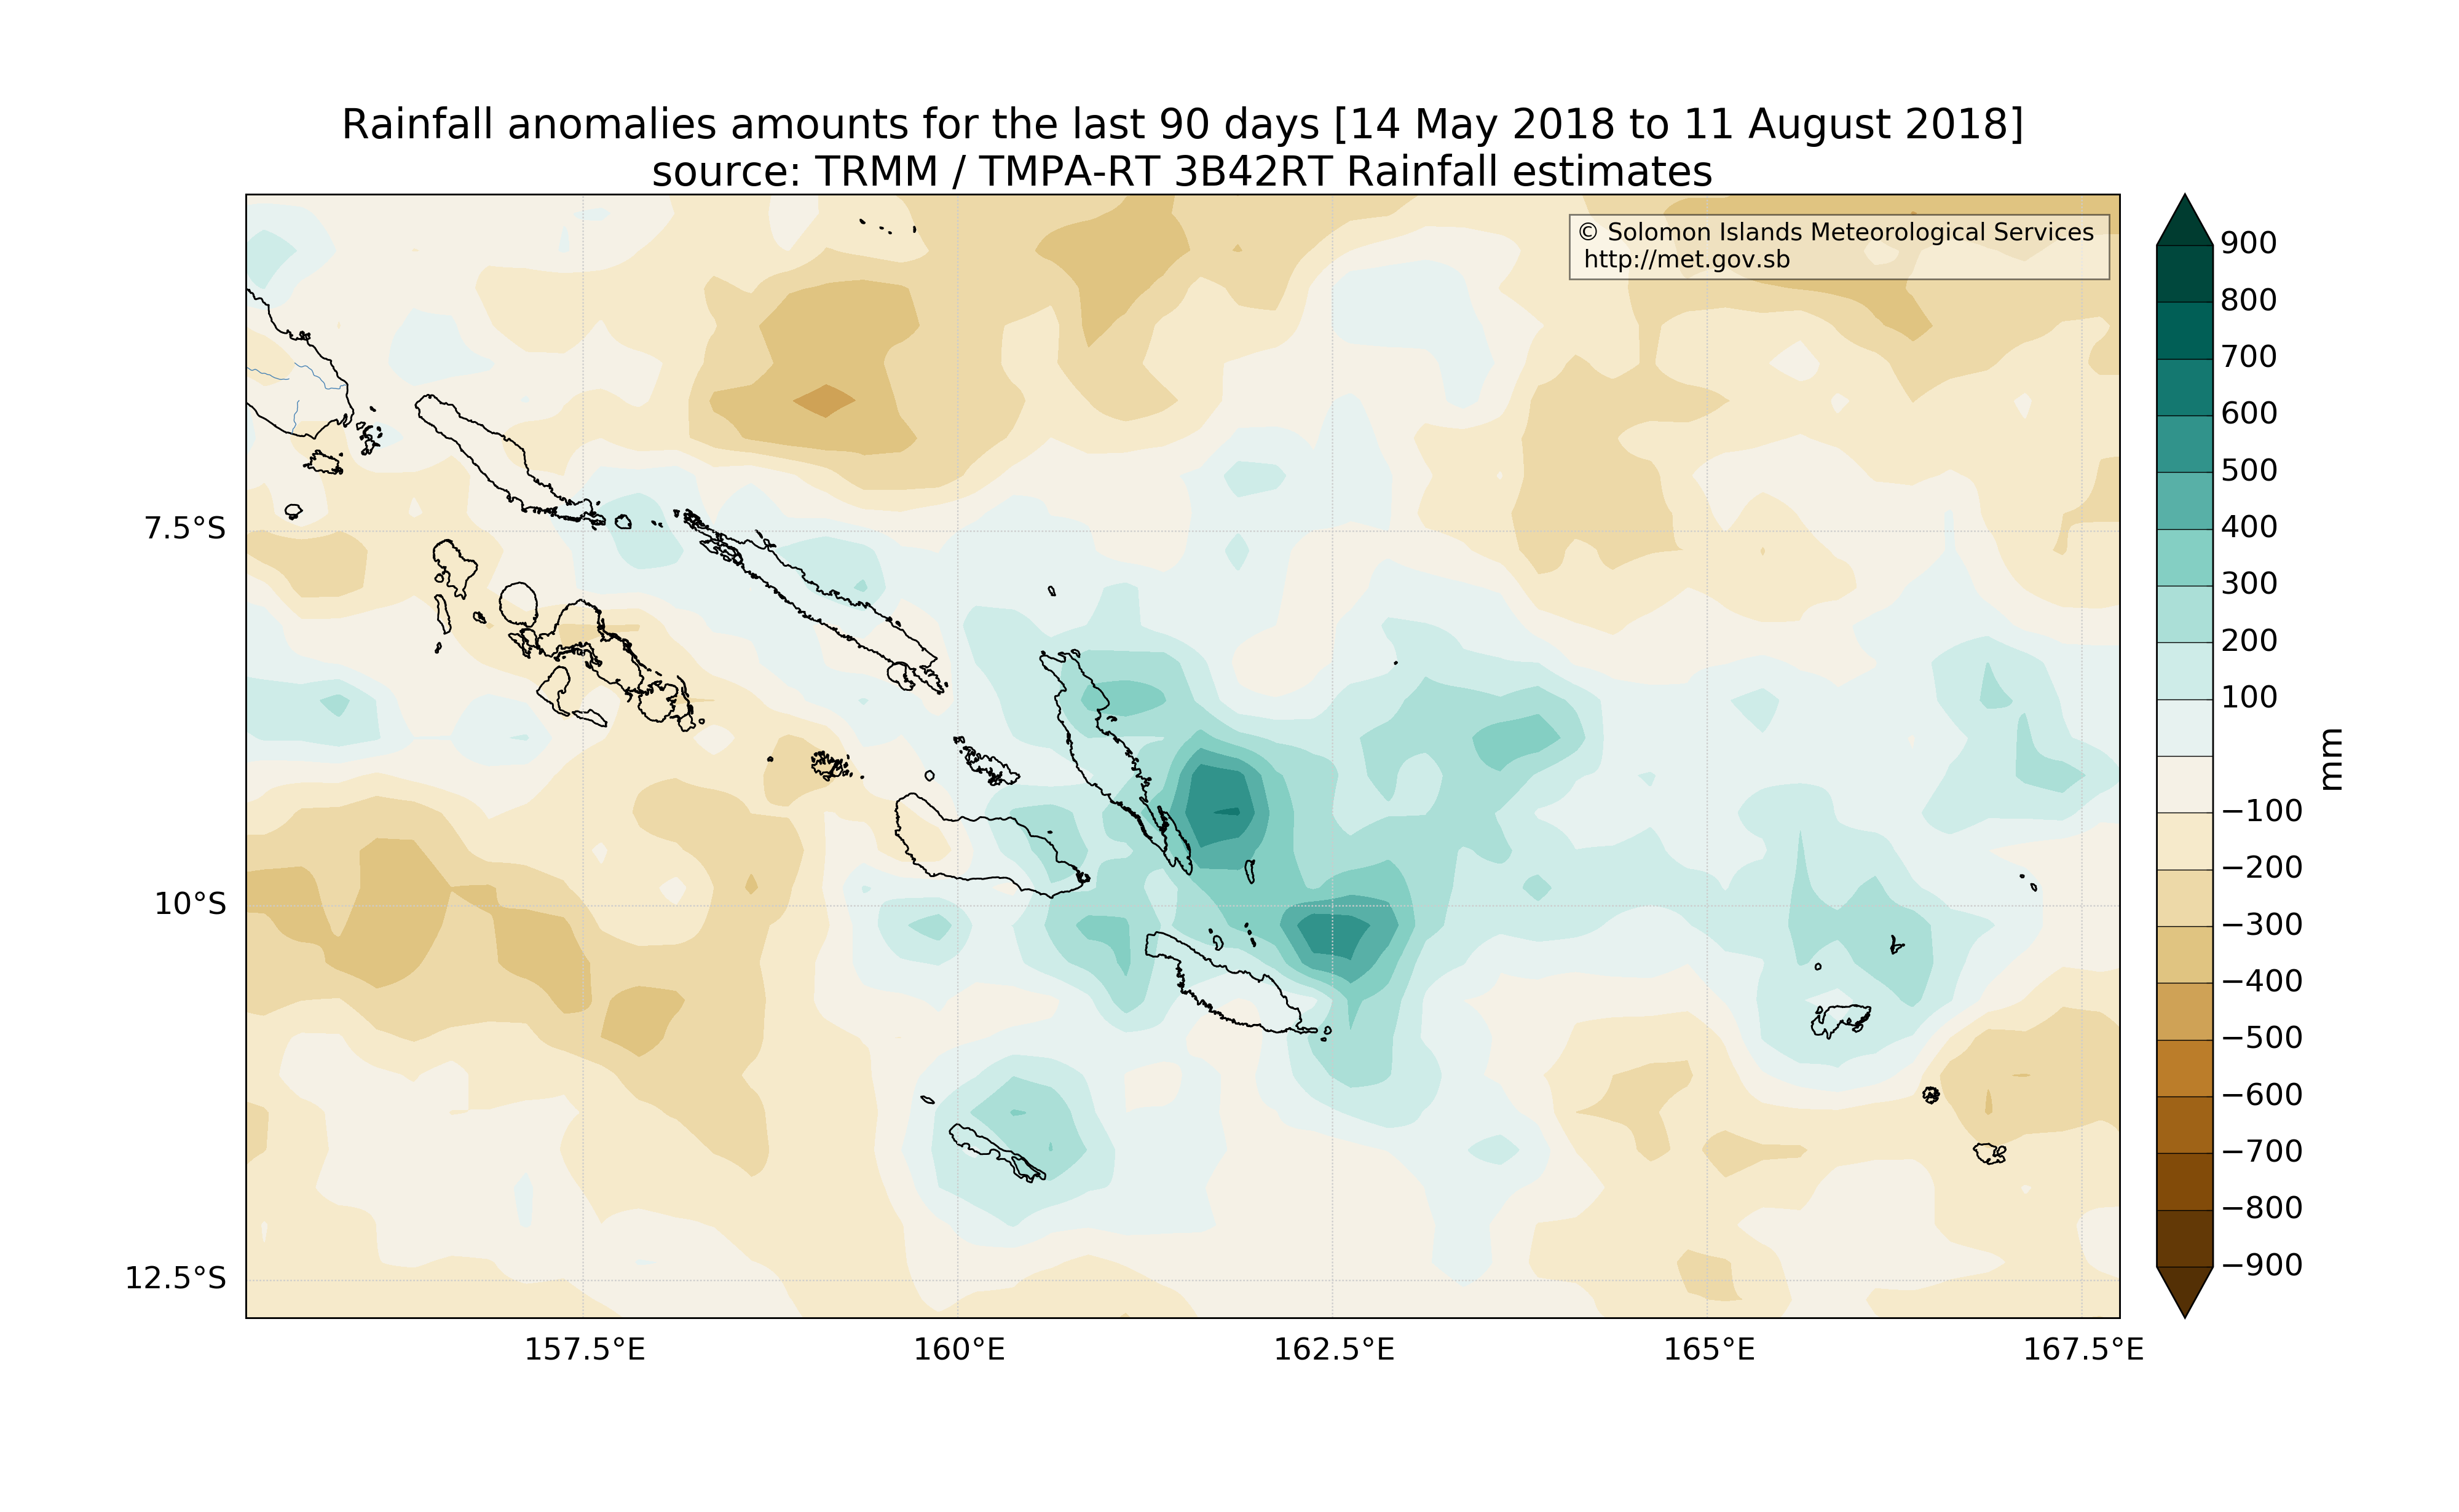 Rainfall anomalies amounts for the last 90 days [14 May 2018 to 11 August 2018]
source: TRMM / TMPA-RT 3B42RT Rainfall estimates
© Solomon Islands Meteorological Services
http://met.gov.sb
7.5°S
10°S
12.5°S
157.5°E
160°E
162.5°E
165°E
167.5°E
900
800
700
600
500
400
300
200
100
−100
−200
−300
−400
−500
−600
−700
−800
−900
mm